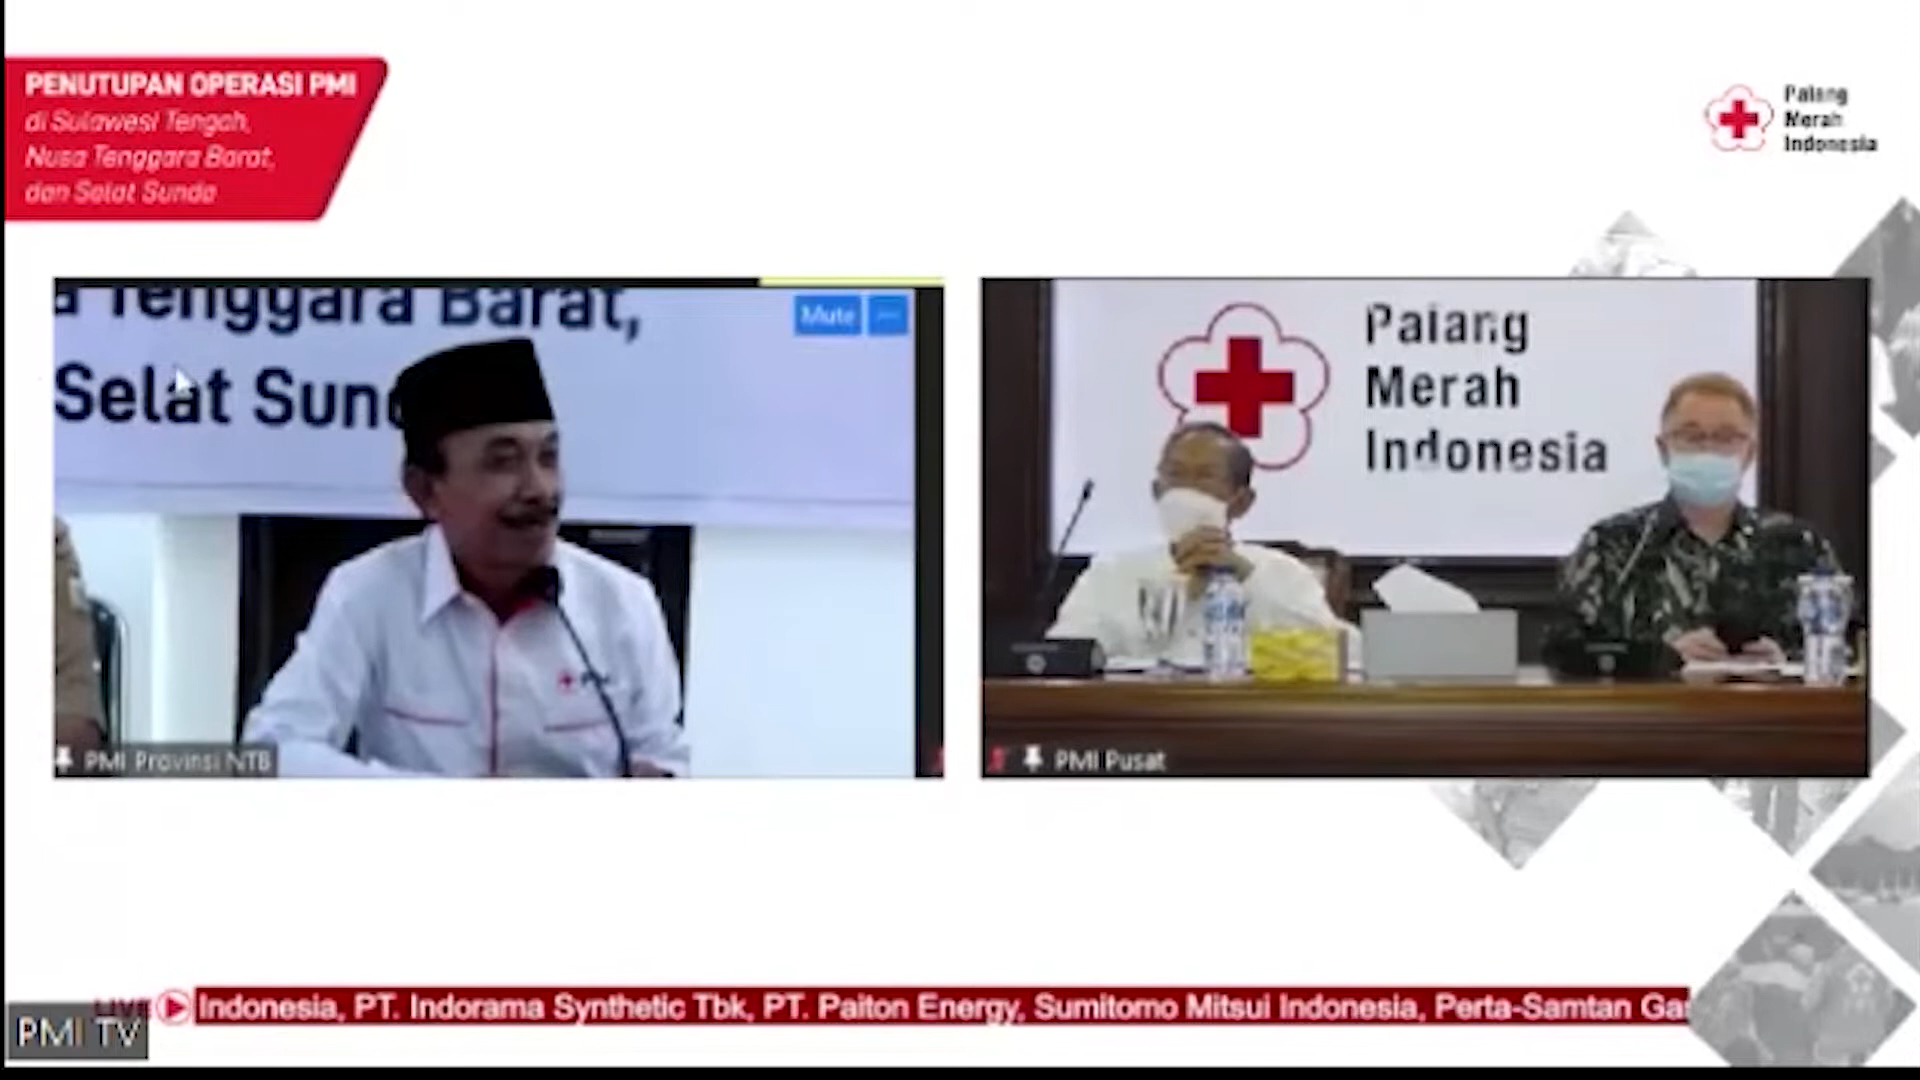 PENUTUPAN OPERASI PMI
di Sulawesi Tengah,
Nusa Tenggara Barat,
dan Selat Sunda
Palang
Merah
Indonesia
a Tenggara Barat,
Selat Sund
Mute
PMI Provinsi NTB
Palang
Merah
Indonesia
PMI Pusat
LIVE
Indonesia, PT. Indorama Synthetic Tbk, PT. Paiton Energy, Sumitomo Mitsui Indonesia, Perta-Samtan Gas
PMI TV